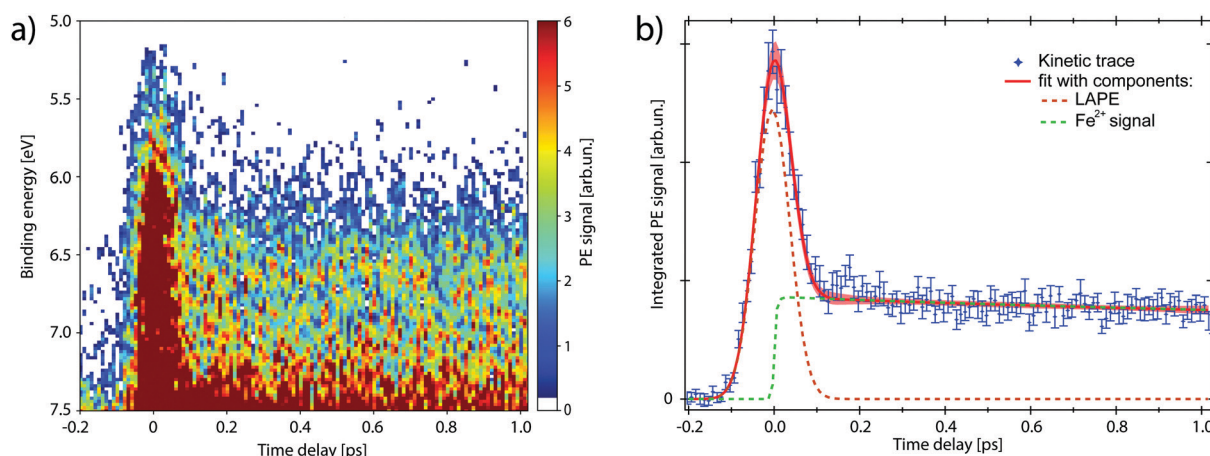 a)
5.0
5.5
6.0
6.5
7.0
7.5
Binding energy [eV]
-0.2 0 0.2 0.4 0.6 0.8 1.0
Time delay [ps]
6
5
4
3
2
1
0
PE signal [arb.un.]
b)
Integrated PE signal [arb.un.]
0
Kinetic trace
fit with components:
LAPE
Fe²⁺ signal
-0.2 0.0 0.2 0.4 0.6 0.8 1.0
Time delay [ps]